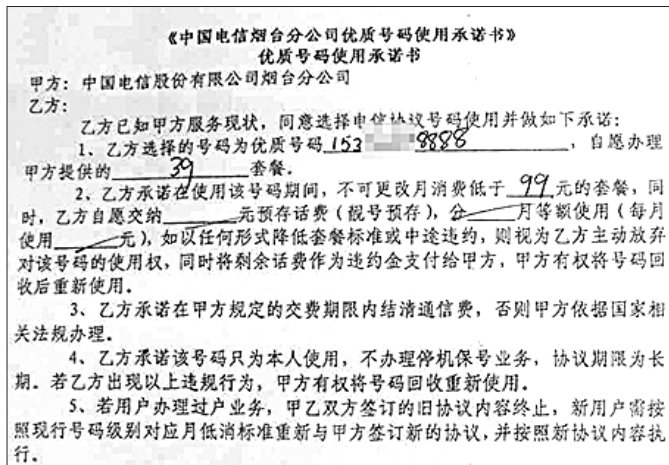 《中国电信烟台分公司优质号码使用承诺书》
优质号码使用承诺书
甲方：中国电信股份有限公司烟台分公司
乙方：
乙方已知甲方服务现状，同意选择电信协议号码使用并做如下承诺：
1、乙方选择的号码为优质号码 153 8888 ，自愿办理
甲方提供的 39 套餐。
2、乙方承诺在使用该号码期间，不可更改月消费低于 99 元的套餐，同
时，乙方自愿交纳 元预存话费（靓号预存），分 月等额使用（每月
使用 元），如以任何形式降低套餐标准或中途违约，则视为乙方主动放弃
对该号码的使用权，同时将剩余话费作为违约金支付给甲方，甲方有权将号码回
收后重新使用。
3、乙方承诺在甲方规定的交费期限内结清通信费，否则甲方依据国家相
关法规办理。
4、乙方承诺该号码只为本人使用，不办理停机保号业务，协议期限为长
期。若乙方出现以上违规行为，甲方有权将号码回收重新使用。
5、若用户办理过户业务，甲乙双方签订的旧协议内容终止，新用户需按
照现行号码级别对应月低消标准重新与甲方签订新的协议，并按照新协议内容执
行。